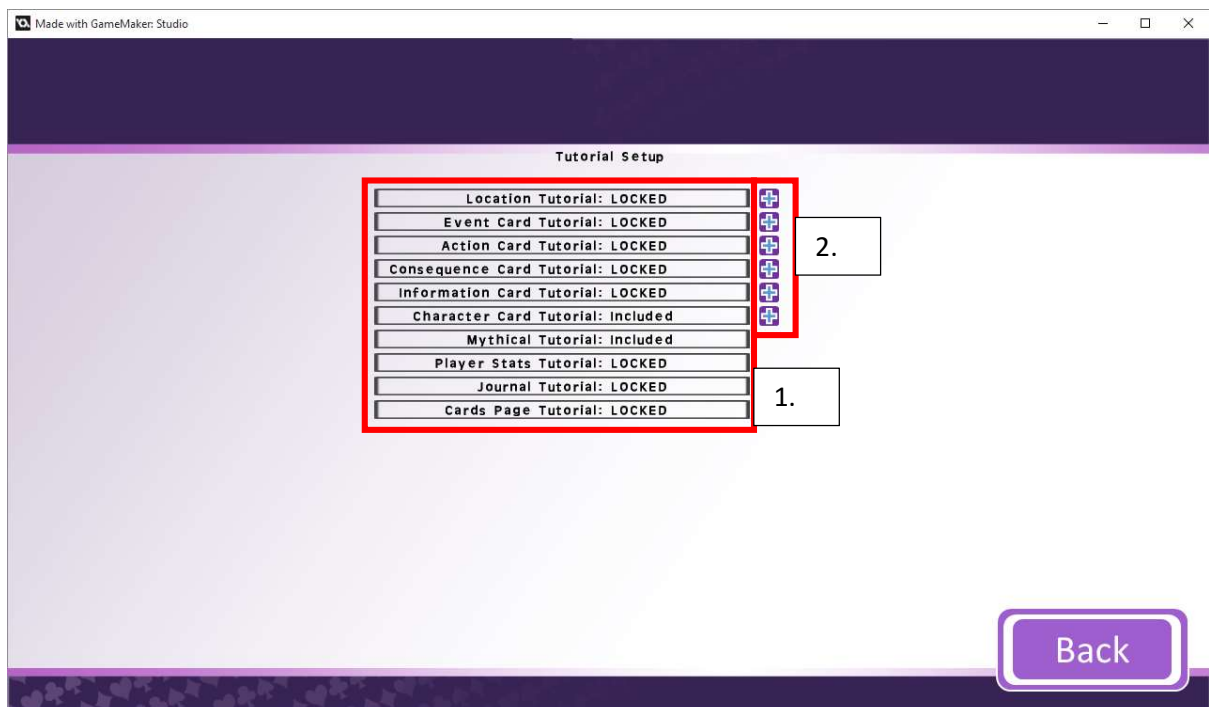 Made with GameMaker: Studio
Tutorial Setup
Location Tutorial: LOCKED
Event Card Tutorial: LOCKED
Action Card Tutorial: LOCKED
2.
Consequence Card Tutorial: LOCKED
Information Card Tutorial: LOCKED
Character Card Tutorial: Included
Mythical Tutorial: Included
Player Stats Tutorial: LOCKED
Journal Tutorial: LOCKED
1.
Cards Page Tutorial: LOCKED
Back